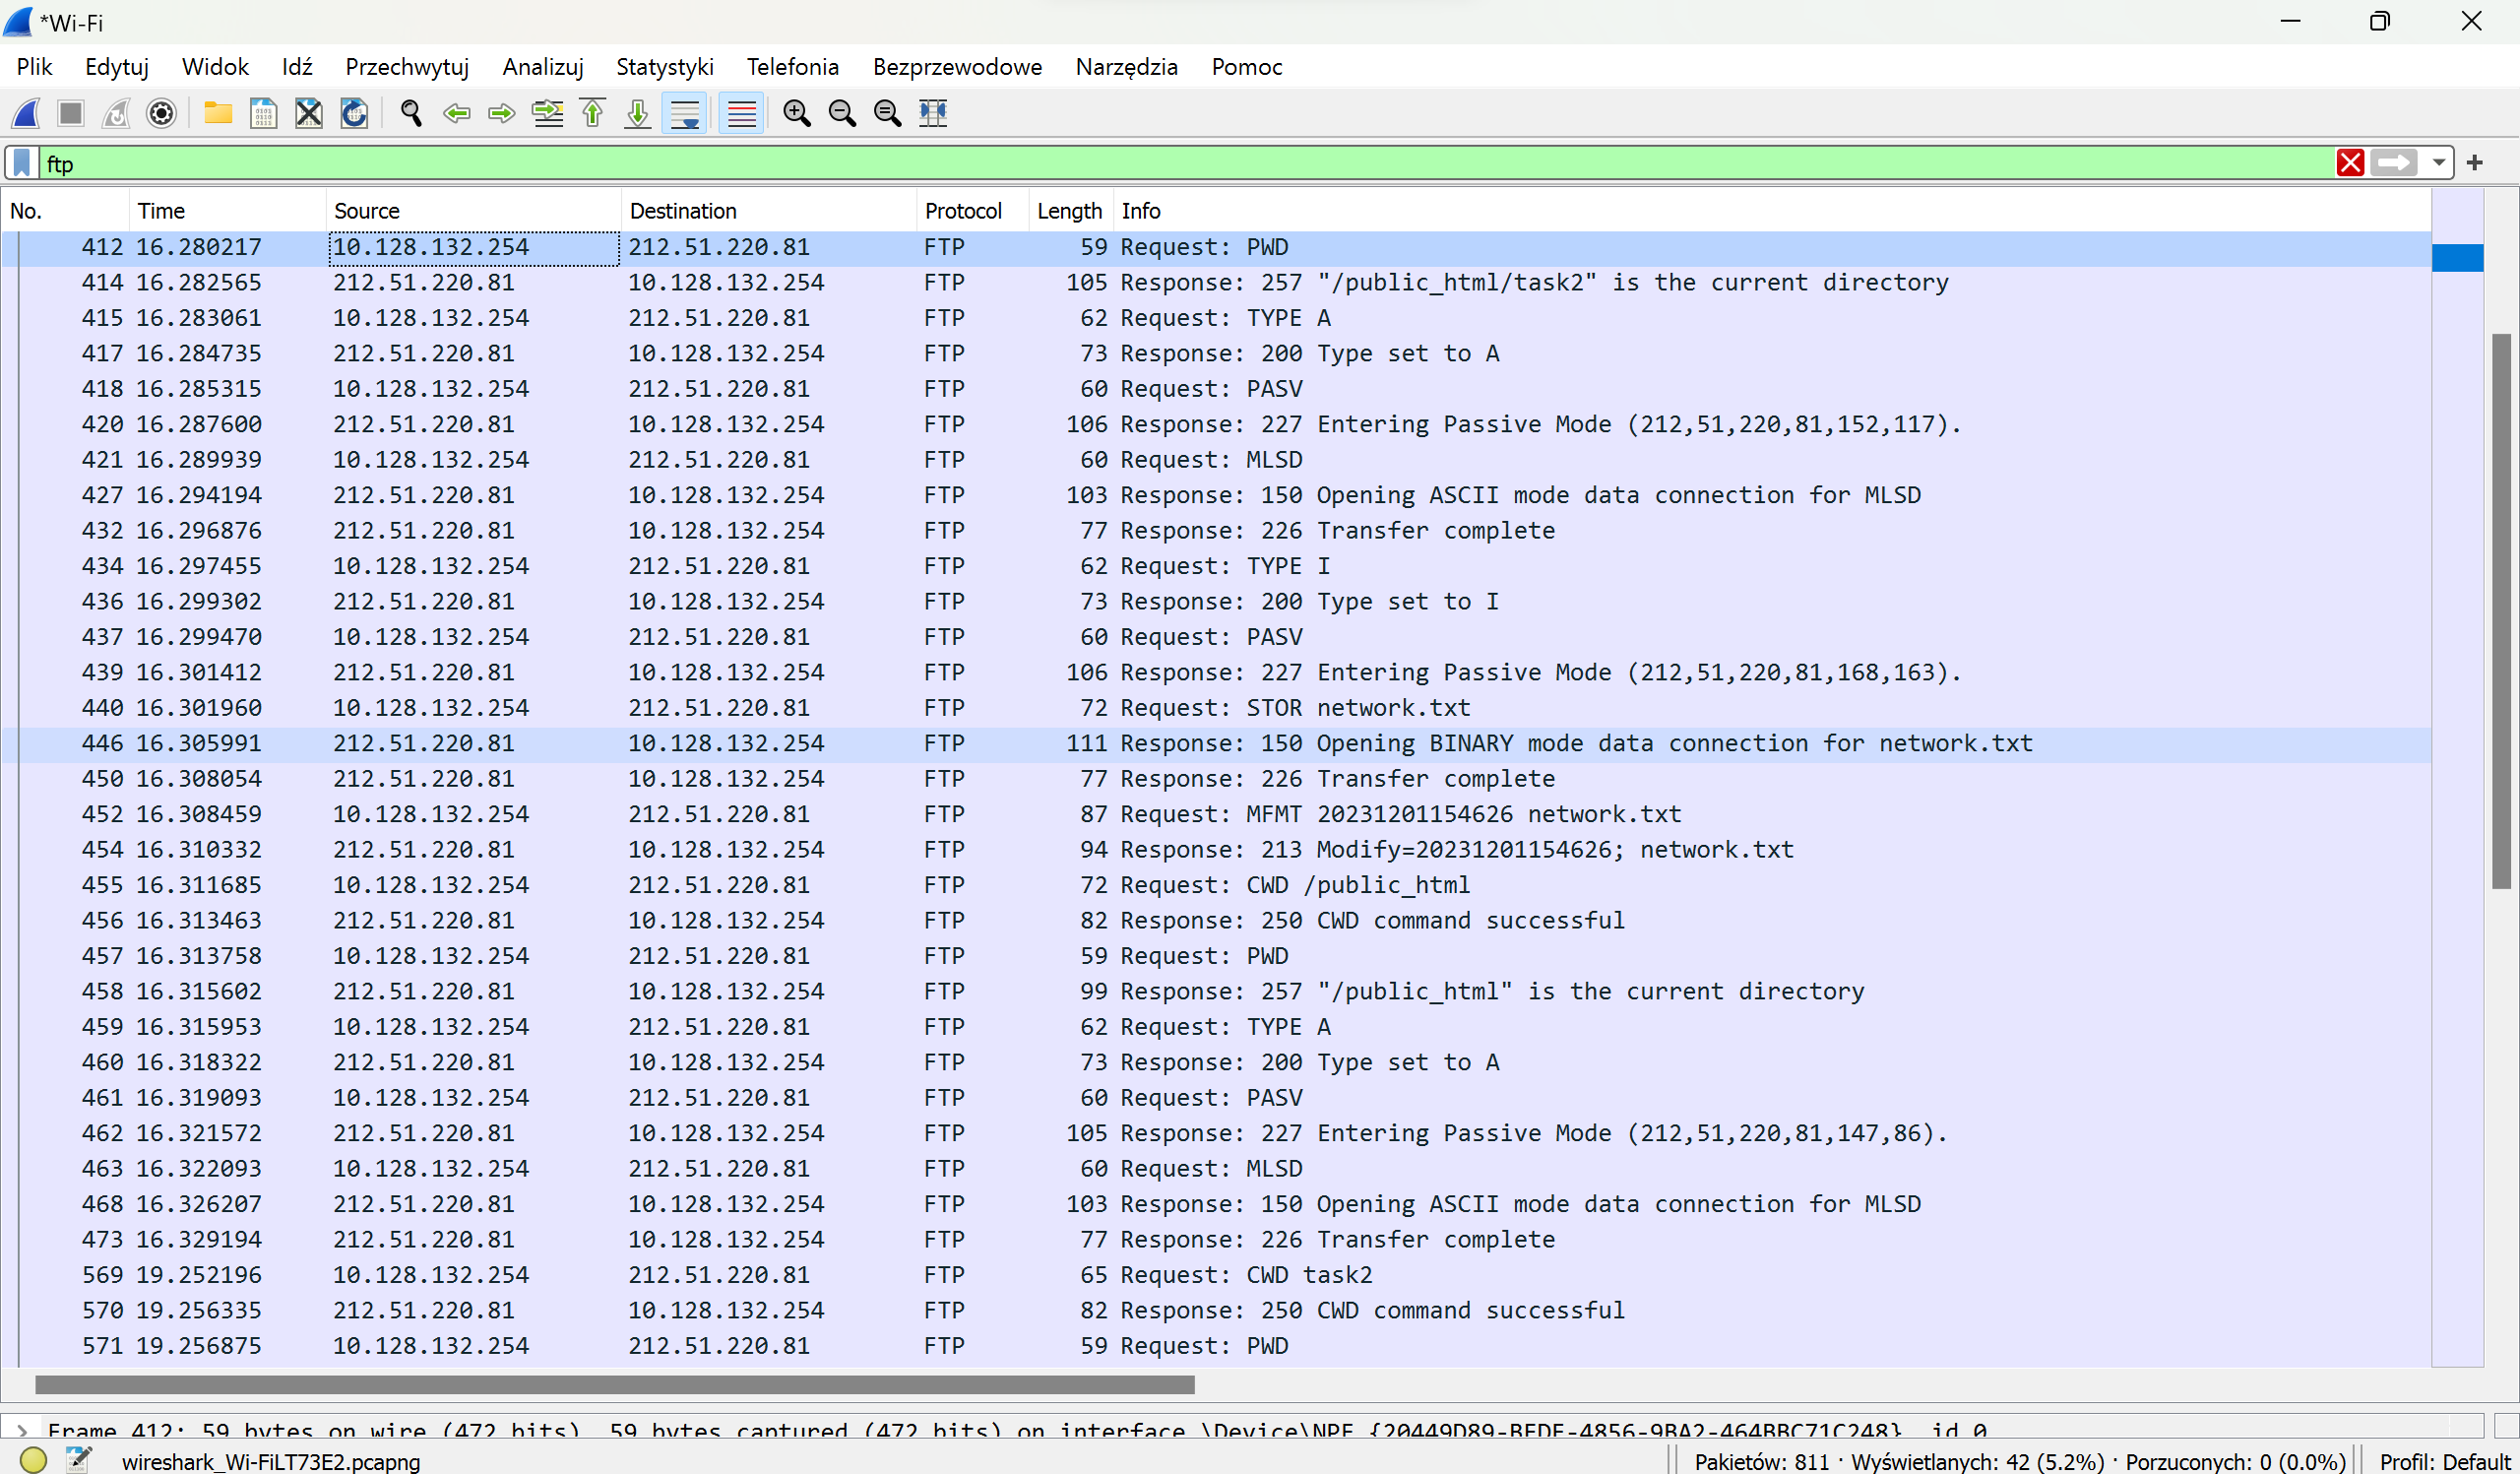 *Wi-Fi
Plik Edytuj Widok Idź Przechwytuj Analizuj Statystyki Telefonia Bezprzewodowe Narzędzia Pomoc
ftp
No. Time Source Destination Protocol Length Info
412 16.280217 10.128.132.254 212.51.220.81 FTP 59 Request: PWD
414 16.282565 212.51.220.81 10.128.132.254 FTP 105 Response: 257 "/public_html/task2" is the current directory
415 16.283061 10.128.132.254 212.51.220.81 FTP 62 Request: TYPE A
417 16.284735 212.51.220.81 10.128.132.254 FTP 73 Response: 200 Type set to A
418 16.285315 10.128.132.254 212.51.220.81 FTP 60 Request: PASV
420 16.287600 212.51.220.81 10.128.132.254 FTP 106 Response: 227 Entering Passive Mode (212,51,220,81,152,117).
421 16.289939 10.128.132.254 212.51.220.81 FTP 60 Request: MLSD
427 16.294194 212.51.220.81 10.128.132.254 FTP 103 Response: 150 Opening ASCII mode data connection for MLSD
432 16.296876 212.51.220.81 10.128.132.254 FTP 77 Response: 226 Transfer complete
434 16.297455 10.128.132.254 212.51.220.81 FTP 62 Request: TYPE I
436 16.299302 212.51.220.81 10.128.132.254 FTP 73 Response: 200 Type set to I
437 16.299470 10.128.132.254 212.51.220.81 FTP 60 Request: PASV
439 16.301412 212.51.220.81 10.128.132.254 FTP 106 Response: 227 Entering Passive Mode (212,51,220,81,168,163).
440 16.301960 10.128.132.254 212.51.220.81 FTP 72 Request: STOR network.txt
446 16.305991 212.51.220.81 10.128.132.254 FTP 111 Response: 150 Opening BINARY mode data connection for network.txt
450 16.308054 212.51.220.81 10.128.132.254 FTP 77 Response: 226 Transfer complete
452 16.308459 10.128.132.254 212.51.220.81 FTP 87 Request: MFMT 20231201154626 network.txt
454 16.310332 212.51.220.81 10.128.132.254 FTP 94 Response: 213 Modify=20231201154626; network.txt
455 16.311685 10.128.132.254 212.51.220.81 FTP 72 Request: CWD /public_html
456 16.313463 212.51.220.81 10.128.132.254 FTP 82 Response: 250 CWD command successful
457 16.313758 10.128.132.254 212.51.220.81 FTP 59 Request: PWD
458 16.315602 212.51.220.81 10.128.132.254 FTP 99 Response: 257 "/public_html" is the current directory
459 16.315953 10.128.132.254 212.51.220.81 FTP 62 Request: TYPE A
460 16.318322 212.51.220.81 10.128.132.254 FTP 73 Response: 200 Type set to A
461 16.319093 10.128.132.254 212.51.220.81 FTP 60 Request: PASV
462 16.321572 212.51.220.81 10.128.132.254 FTP 105 Response: 227 Entering Passive Mode (212,51,220,81,147,86).
463 16.322093 10.128.132.254 212.51.220.81 FTP 60 Request: MLSD
468 16.326207 212.51.220.81 10.128.132.254 FTP 103 Response: 150 Opening ASCII mode data connection for MLSD
473 16.329194 212.51.220.81 10.128.132.254 FTP 77 Response: 226 Transfer complete
569 19.252196 10.128.132.254 212.51.220.81 FTP 65 Request: CWD task2
570 19.256335 212.51.220.81 10.128.132.254 FTP 82 Response: 250 CWD command successful
571 19.256875 10.128.132.254 212.51.220.81 FTP 59 Request: PWD
Frame 412: 59 bytes on wire (472 bits), 59 bytes captured (472 bits) on interface \Device\NPF_{20449D89-BEDE-4856-9BA2-464BBC71C248}, id 0
wireshark_Wi-FiLT73E2.pcapng Pakietów: 811 · Wyświetlanych: 42 (5.2%) · Porzuconych: 0 (0.0%) Profil: Default